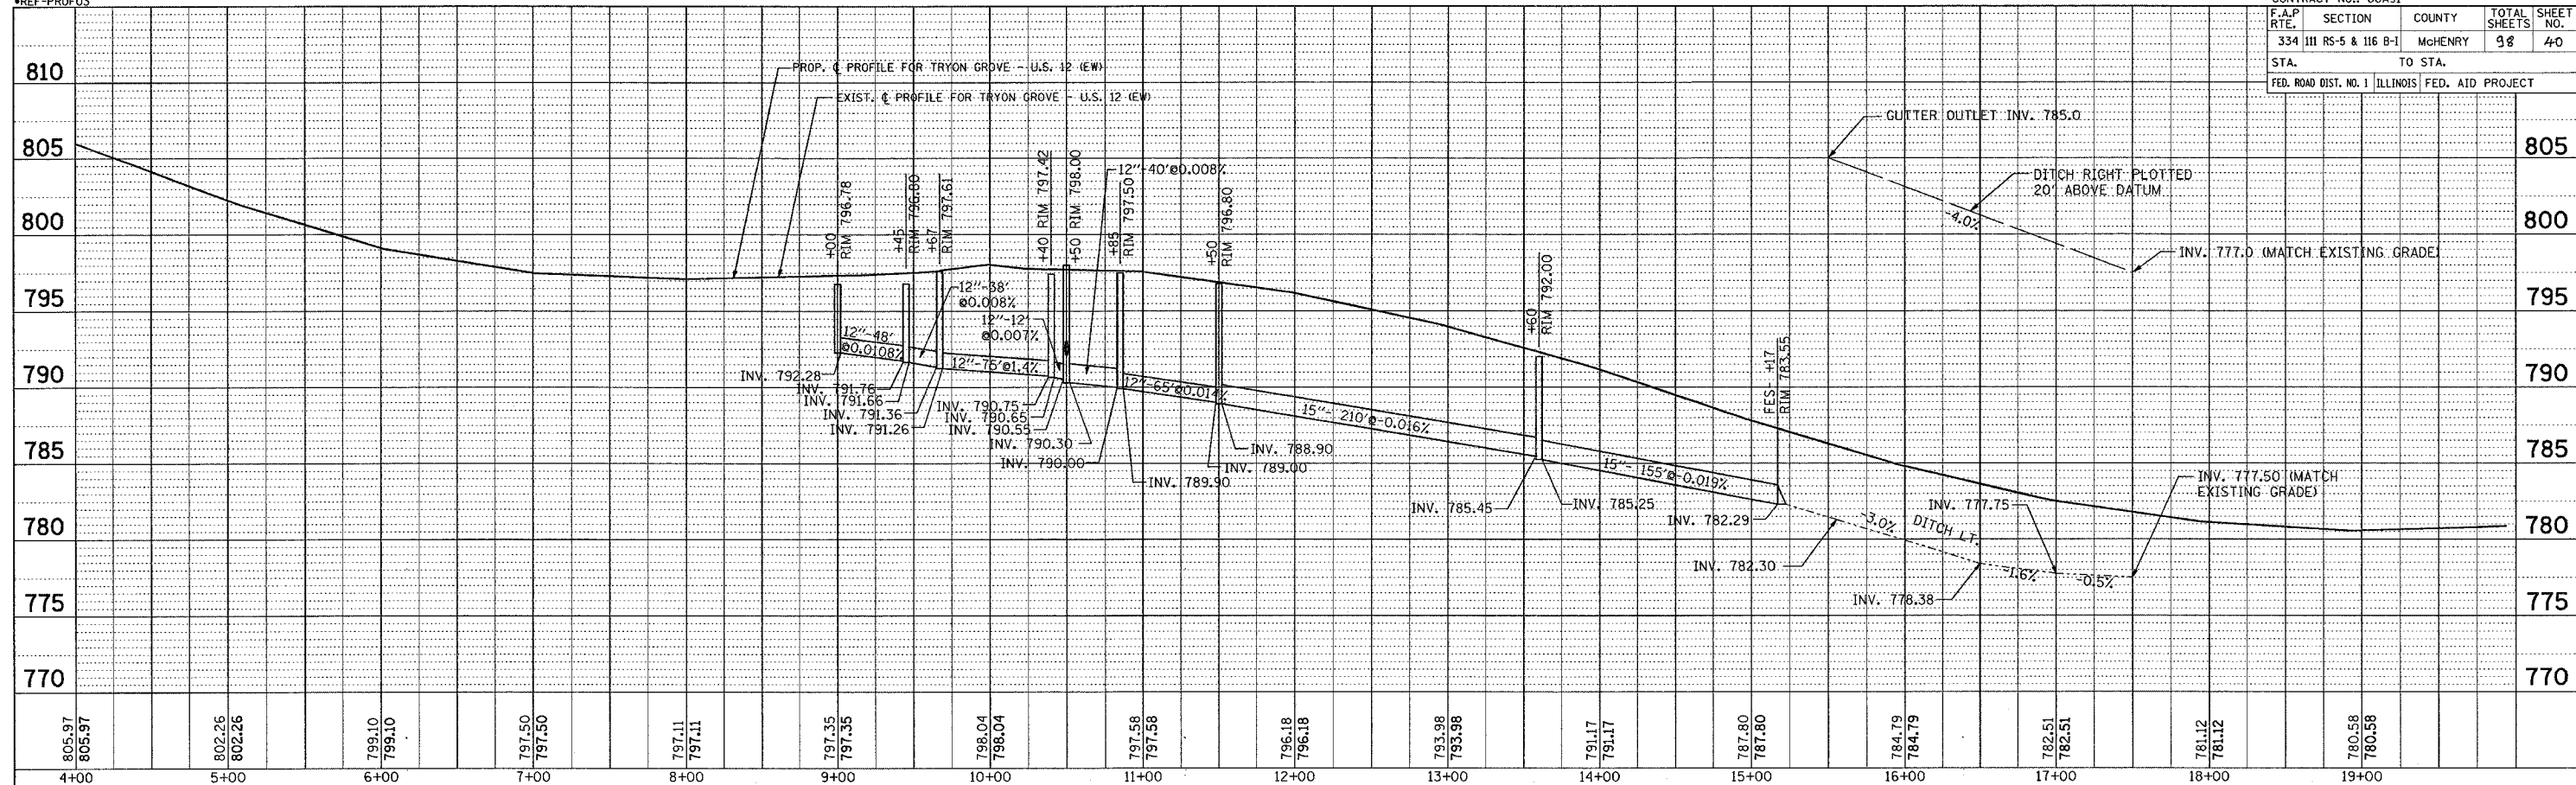 *REF-PROF03
F.A.P RTE. SECTION COUNTY TOTAL SHEETS SHEET NO.
334 111 RS-5 & 116 B-I McHENRY 98 40
STA. TO STA.
FED. ROAD DIST. NO. 1 ILLINOIS FED. AID PROJECT
810
805 805
800 800
795 795
790 790
785 785
780 780
775 775
770 770
PROP. ℄ PROFILE FOR TRYON GROVE - U.S. 12 (EW)
EXIST. ℄ PROFILE FOR TRYON GROVE - U.S. 12 (EW)
+00 RIM 796.78
+45 RIM 796.80
+67 RIM 797.61
+40 RIM 797.42
+50 RIM 798.00
+85 RIM 797.50
+50 RIM 796.80
+60 RIM 792.00
FES- +17 RIM 783.55
12"-48'
@0.0108%
12"-38'
@0.008%
12"-75'@1.4%
12"-12'
@0.007%
12"-40'@0.008%
12"-65'@0.014%
15"- 210'@-0.016%
15"- 155'@-0.019%
INV. 792.28
INV. 791.76
INV. 791.66
INV. 791.36
INV. 791.26
INV. 790.75
INV. 790.65
INV. 790.55
INV. 790.30
INV. 790.00
INV. 789.90
INV. 789.00
INV. 788.90
INV. 785.45
INV. 785.25
INV. 782.29
INV. 782.30
INV. 778.38
INV. 777.75
INV. 777.50 (MATCH
EXISTING GRADE)
-3.0% DITCH LT.
-1.6%
-0.5%
GUTTER OUTLET INV. 785.0
DITCH RIGHT PLOTTED
20' ABOVE DATUM
-4.0%
INV. 777.0 (MATCH EXISTING GRADE)
805.97 805.97
802.26 802.26
799.10 799.10
797.50 797.50
797.11 797.11
797.35 797.35
798.04 798.04
797.58 797.58
796.18 796.18
793.98 793.98
791.17 791.17
787.80 787.80
784.79 784.79
782.51 782.51
781.12 781.12
780.58 780.58
4+00 5+00 6+00 7+00 8+00 9+00 10+00 11+00 12+00 13+00 14+00 15+00 16+00 17+00 18+00 19+00